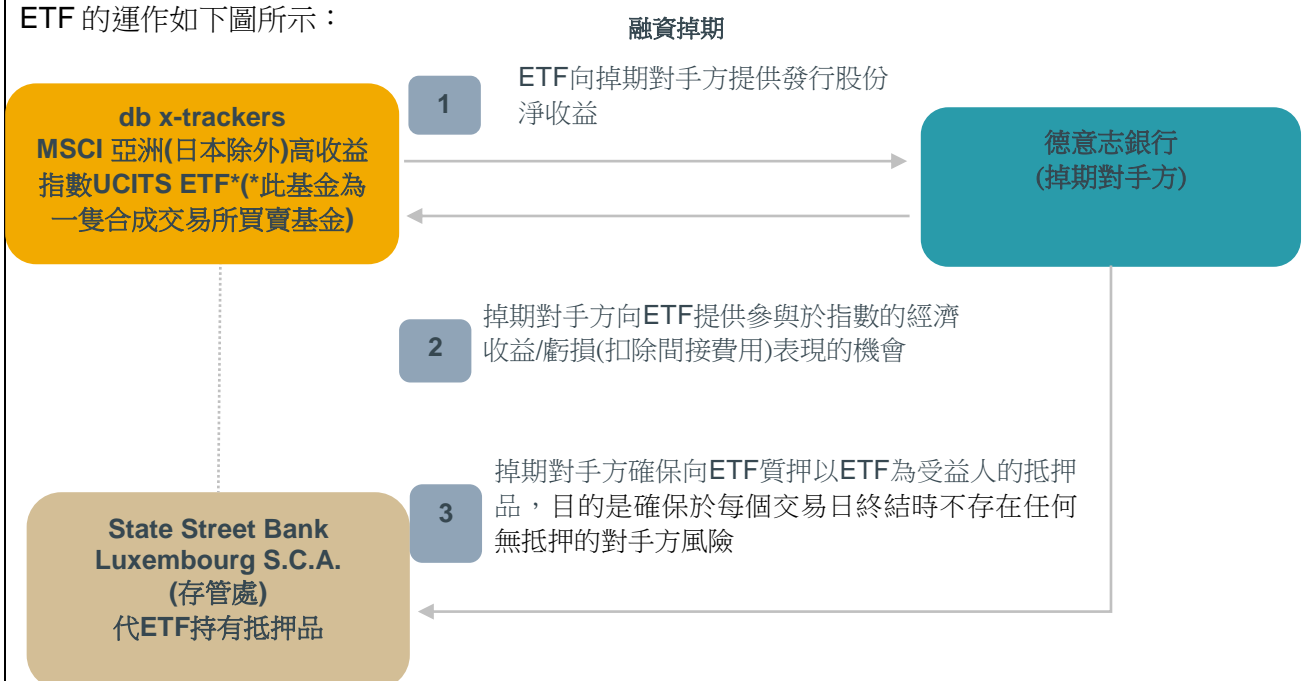 ETF 的運作如下圖所示：
融資掉期
1
ETF向掉期對手方提供發行股份
淨收益
db x-trackers
MSCI 亞洲(日本除外)高收益
指數UCITS ETF*(*此基金為
一隻合成交易所買賣基金)
德意志銀行
(掉期對手方)
2
掉期對手方向ETF提供參與於指數的經濟
收益/虧損(扣除間接費用)表現的機會
3
掉期對手方確保向ETF質押以ETF為受益人的抵押
品，目的是確保於每個交易日終結時不存在任何
無抵押的對手方風險
State Street Bank
Luxembourg S.C.A.
(存管處)
代ETF持有抵押品